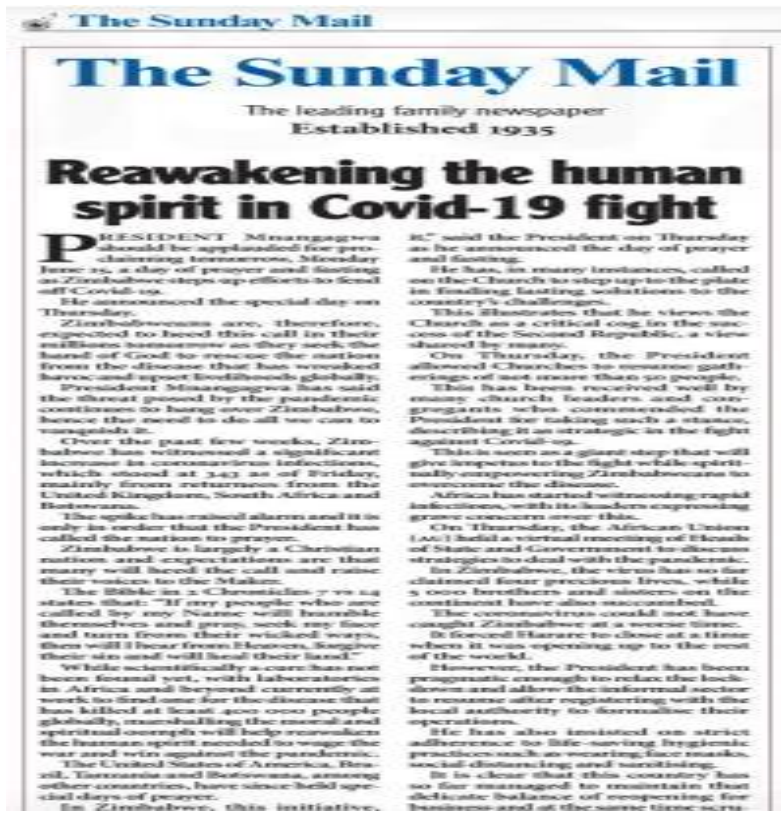 The Sunday Mail
The Sunday Mail
The leading family newspaper
Established 1935
Reawakening the human
spirit in Covid-19 fight
PRESIDENT Mnangagwa
should be applauded for pro-
claiming tomorrow, Monday
June 15, a day of prayer and fasting
as Zimbabwe steps up efforts to fend
off Covid-19.
He announced the special day on
Thursday.
Zimbabweans are, therefore,
expected to heed this call in their
millions tomorrow as they seek the
hand of God to rescue the nation
from the disease that has wreaked
havoc and upset livelihoods globally.
President Mnangagwa has said
the threat posed by the pandemic
continues to hang over Zimbabwe,
hence the need to do all we can to
vanquish it.
Over the past few weeks, Zim-
babwe has witnessed a significant
increase in coronavirus infections,
which stood at 343 as of Friday,
mainly from returnees from the
United Kingdom, South Africa and
Botswana.
The spike has raised alarm and it is
only in order that the President has
called the nation to prayer.
Zimbabwe is largely a Christian
nation and expectations are that
many will heed the call and raise
their voices to the Maker.
The Bible in 2 Chronicles 7 vs 14
states that: "If my people who are
called by my Name will humble
themselves and pray, seek my face
and turn from their wicked ways,
then will I hear from Heaven, forgive
their sin and will heal their land."
While scientifically a cure has not
been found yet, with laboratories
in Africa and beyond currently at
work to find one for the disease that
has killed at least 400 000 people
globally, marshalling the moral and
spiritual oomph will help reawaken
the human spirit needed to wage the
war and win against the pandemic.
The United States of America, Bra-
zil, Tanzania and Botswana, among
other countries, have since held spe-
cial days of prayer.
In Zimbabwe, this initiative,
it," said the President on Thursday
as he announced the day of prayer
and fasting.
He has, in many instances, called
on the Church to step up to the plate
in finding lasting solutions to the
country's challenges.
This illustrates that he views the
Church as a critical cog in the suc-
cess of the Second Republic, a view
shared by many.
On Thursday, the President
allowed Churches to resume gath-
erings of not more than 50 people.
This has been received well by
many church leaders and con-
gregants who commended the
President for taking such a stance,
describing it as strategic in the fight
against Covid-19.
This is seen as a giant step that will
give impetus to the fight while spirit-
ually empowering Zimbabweans to
overcome the disease.
Africa has started witnessing rapid
infections, with its leaders expressing
grave concern over this.
On Thursday, the African Union
(AU) held a virtual meeting of Heads
of State and Government to discuss
strategies to deal with the pandemic.
In Zimbabwe, the virus has so far
claimed four precious lives, while
5 000 brothers and sisters on the
continent have also succumbed.
The coronavirus could not have
caught Zimbabwe at a worse time.
It forced Harare to close at a time
when it was opening up to the rest
of the world.
However, the President has been
pragmatic enough to relax the lock-
down and allow the informal sector
to resume after registering with the
local authority to formalise their
operations.
He has also insisted on strict
adherence to life-saving hygienic
practices such as wearing face masks,
social distancing and sanitising.
It is clear that this country has
so far managed to maintain that
delicate balance of reopening for
business and at the same time scru-